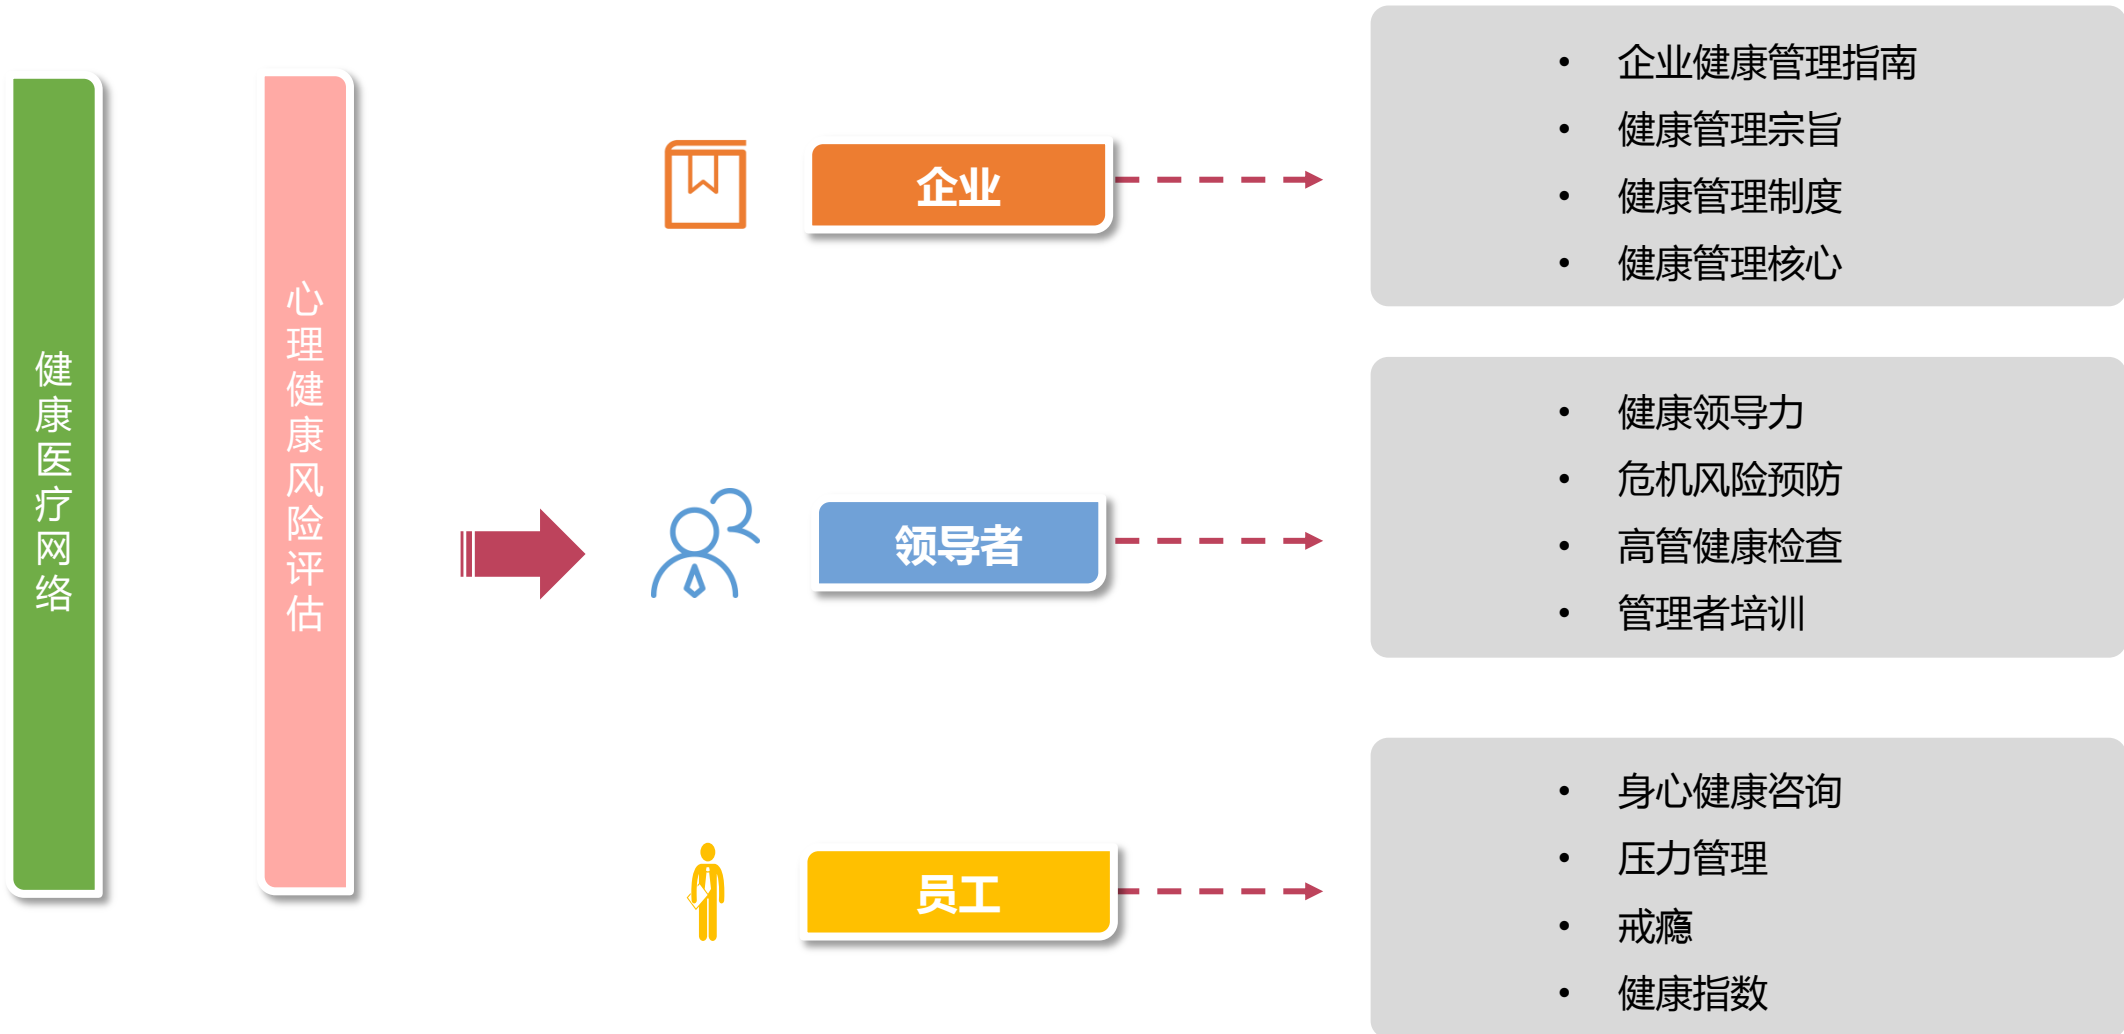 健康医疗网络
心理健康风险评估
企业
企业健康管理指南
健康管理宗旨
健康管理制度
健康管理核心
领导者
健康领导力
危机风险预防
高管健康检查
管理者培训
员工
身心健康咨询
压力管理
戒瘾
健康指数